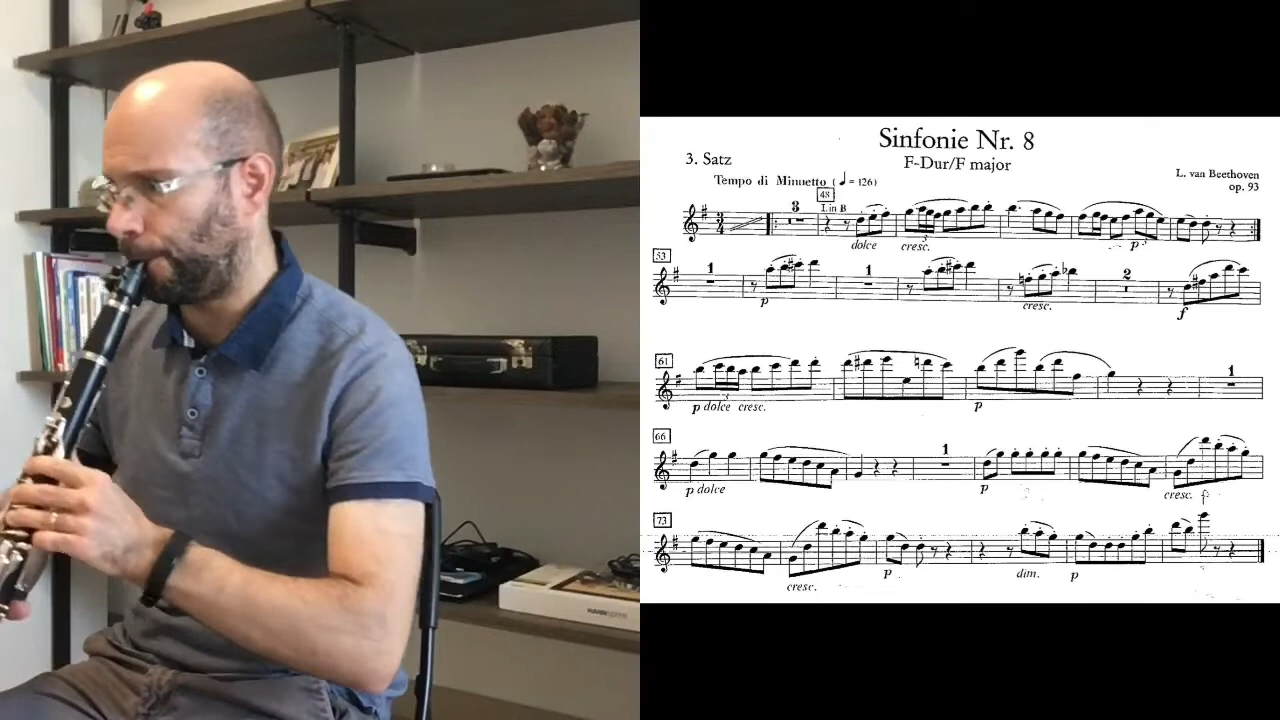 Sinfonie Nr. 8
3. Satz
F-Dur/F major
Tempo di Minuetto (♩ = 126)
L. van Beethoven
op. 93
48
3
I. in B
dolce cresc. 3 p
53
1 1 2
p cresc. f
61
1
p dolce cresc. p
66
1
p dolce p cresc. f
73
cresc. p dim. p